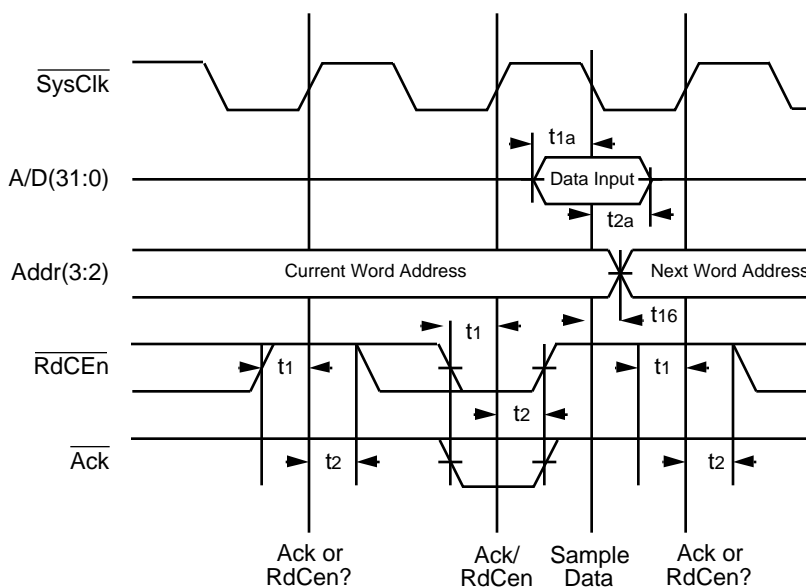 SysClk
t1a
A/D(31:0)
Data Input
t2a
Addr(3:2)
Current Word Address
Next Word Address
t16
t1
RdCEn
t1
t1
t2
Ack
t2
t2
Ack or
RdCen?
Ack/
RdCen
Sample
Data
Ack or
RdCen?